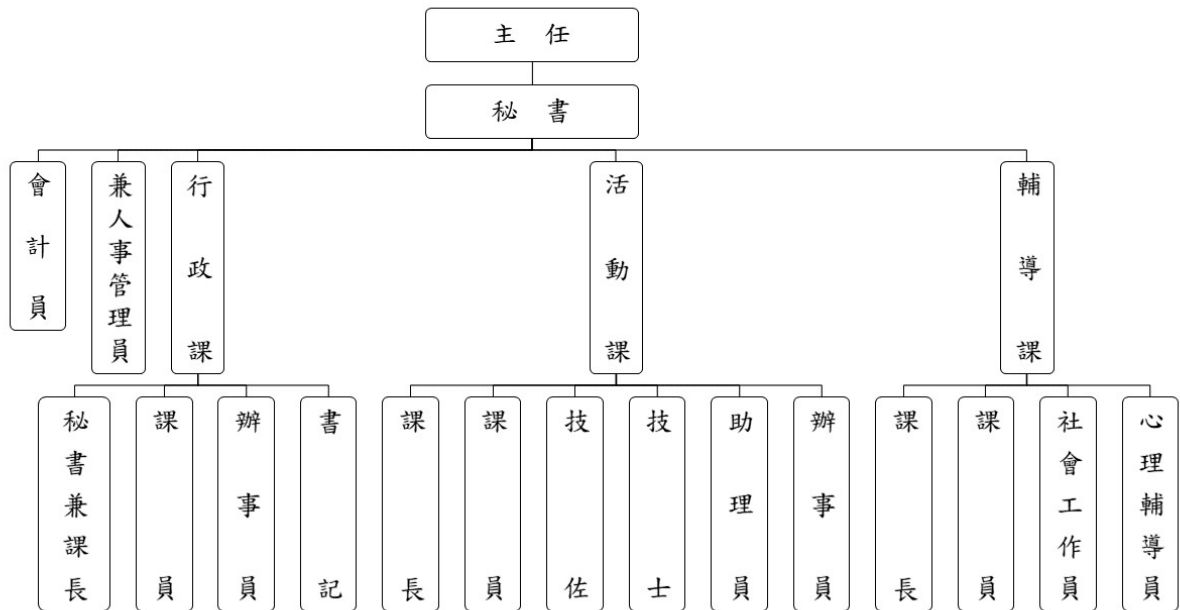 主任
秘書
會計員
兼人事管理員
行政課
活動課
輔導課
秘書兼課長
課員
辦事員
書記
課長
課員
技佐
技士
助理員
辦事員
課長
課員
社會工作員
心理輔導員